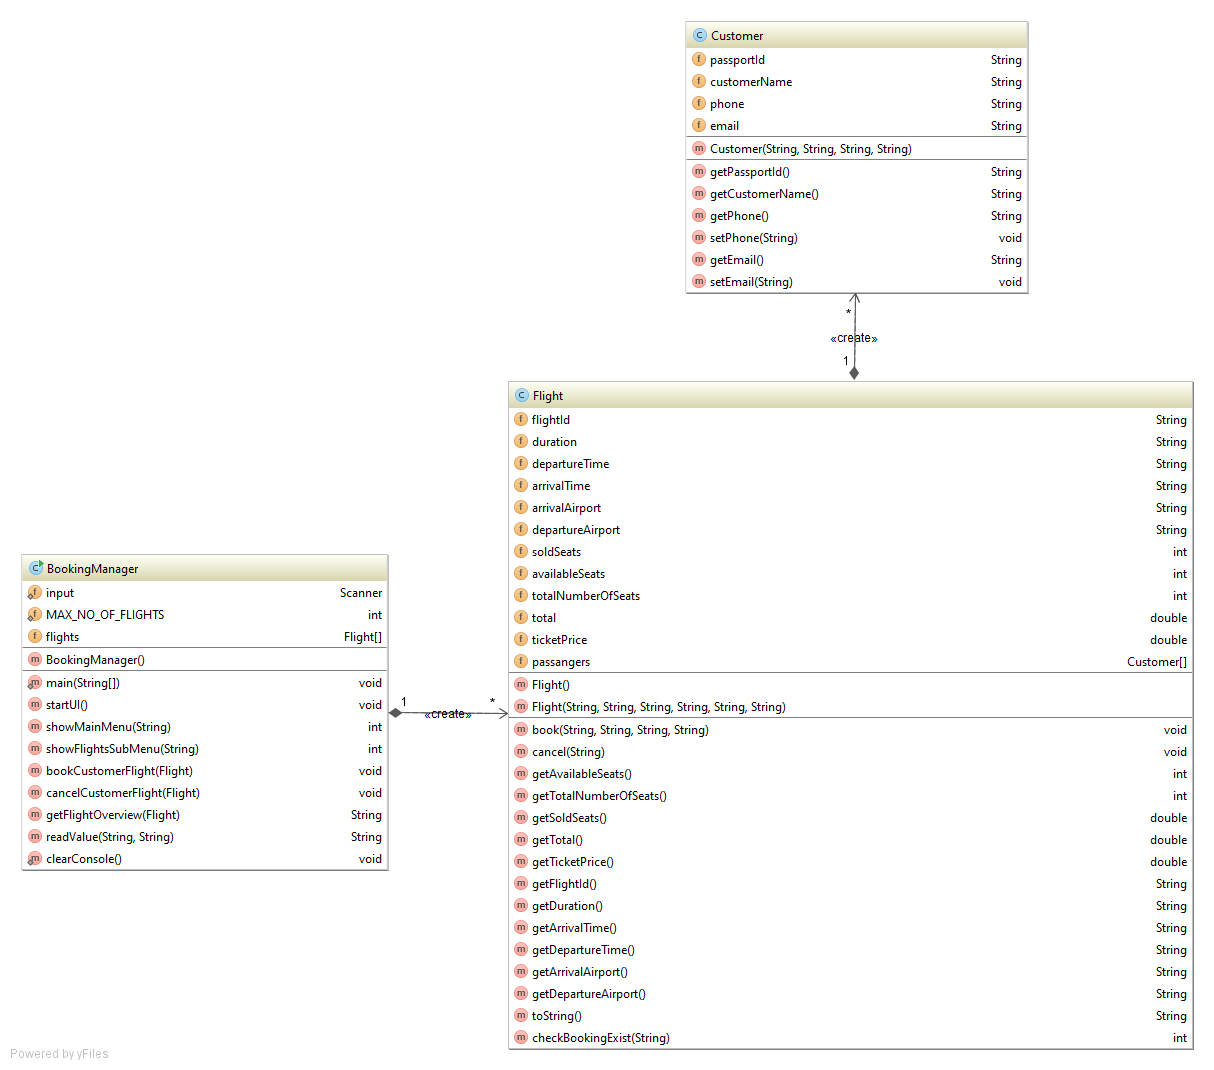 Customer
passportId String
customerName String
phone String
email String
Customer(String, String, String, String)
getPassportId() String
getCustomerName() String
getPhone() String
setPhone(String) void
getEmail() String
setEmail(String) void
*
«create»
1
Flight
flightId String
duration String
departureTime String
arrivalTime String
arrivalAirport String
departureAirport String
soldSeats int
availableSeats int
totalNumberOfSeats int
total double
ticketPrice double
passangers Customer[]
Flight()
Flight(String, String, String, String, String, String)
book(String, String, String, String) void
cancel(String) void
getAvailableSeats() int
getTotalNumberOfSeats() int
getSoldSeats() double
getTotal() double
getTicketPrice() double
getFlightId() String
getDuration() String
getArrivalTime() String
getDepartureTime() String
getArrivalAirport() String
getDepartureAirport() String
toString() String
checkBookingExist(String) int
BookingManager
input Scanner
MAX_NO_OF_FLIGHTS int
flights Flight[]
BookingManager()
main(String[]) void
startUI() void
showMainMenu(String) int
showFlightsSubMenu(String) int
bookCustomerFlight(Flight) void
cancelCustomerFlight(Flight) void
getFlightOverview(Flight) String
readValue(String, String) String
clearConsole() void
1 *
«create»
Powered by yFiles